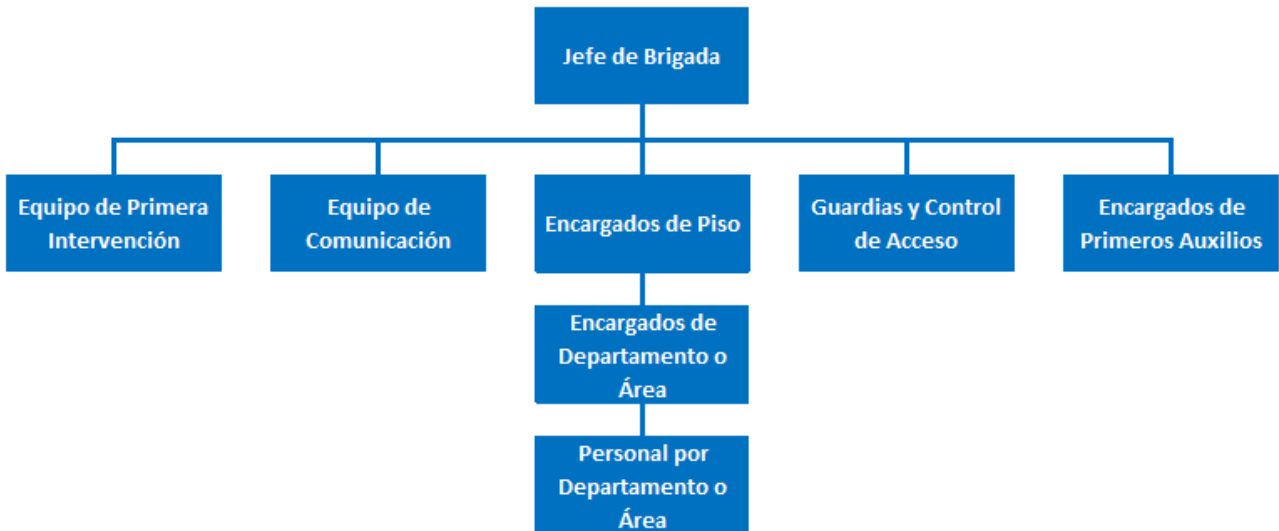 Jefe de Brigada
Equipo de Primera
Intervención
Equipo de
Comunicación
Encargados de Piso
Guardias y Control
de Acceso
Encargados de
Primeros Auxilios
Encargados de
Departamento o
Área
Personal por
Departamento o
Área